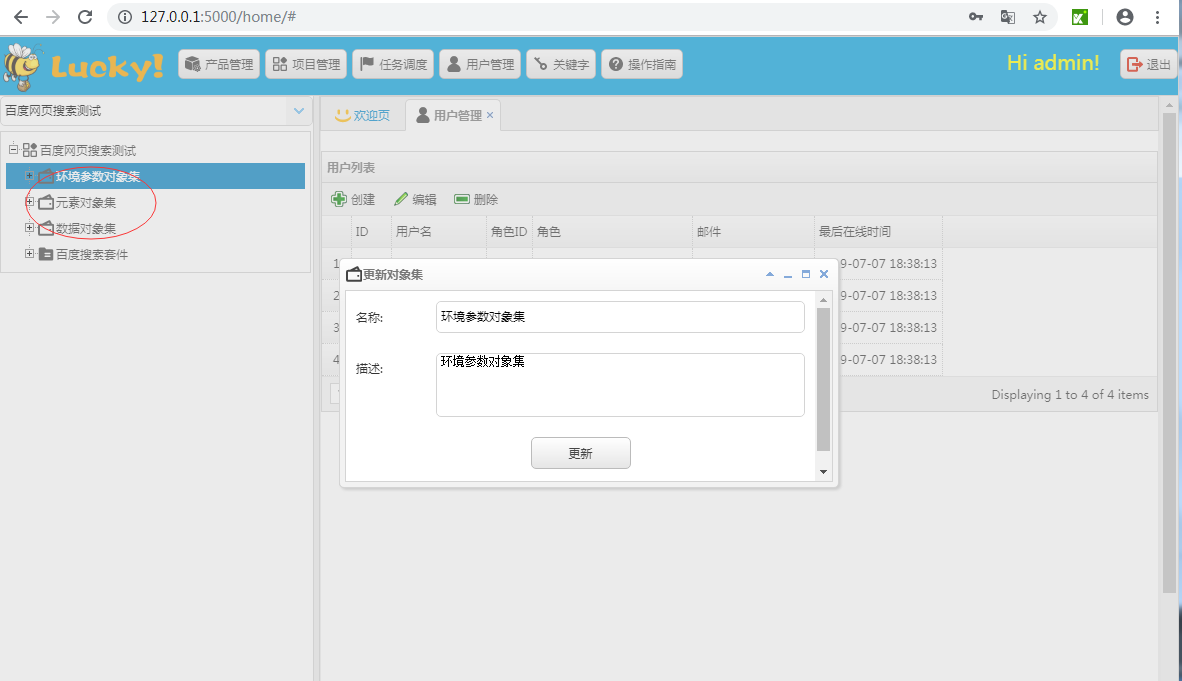 127.0.0.1:5000/home/#
Lucky!
产品管理
项目管理
任务调度
用户管理
关键字
操作指南
Hi admin!
退出
百度网页搜索测试
欢迎页
用户管理
百度网页搜索测试
环境参数对象集
元素对象集
数据对象集
百度搜索套件
用户列表
创建
编辑
删除
ID 用户名 角色ID 角色 邮件 最后在线时间
1 9-07-07 18:38:13
2 9-07-07 18:38:13
3 9-07-07 18:38:13
4 9-07-07 18:38:13
Displaying 1 to 4 of 4 items
更新对象集
名称: 环境参数对象集
描述: 环境参数对象集
更新